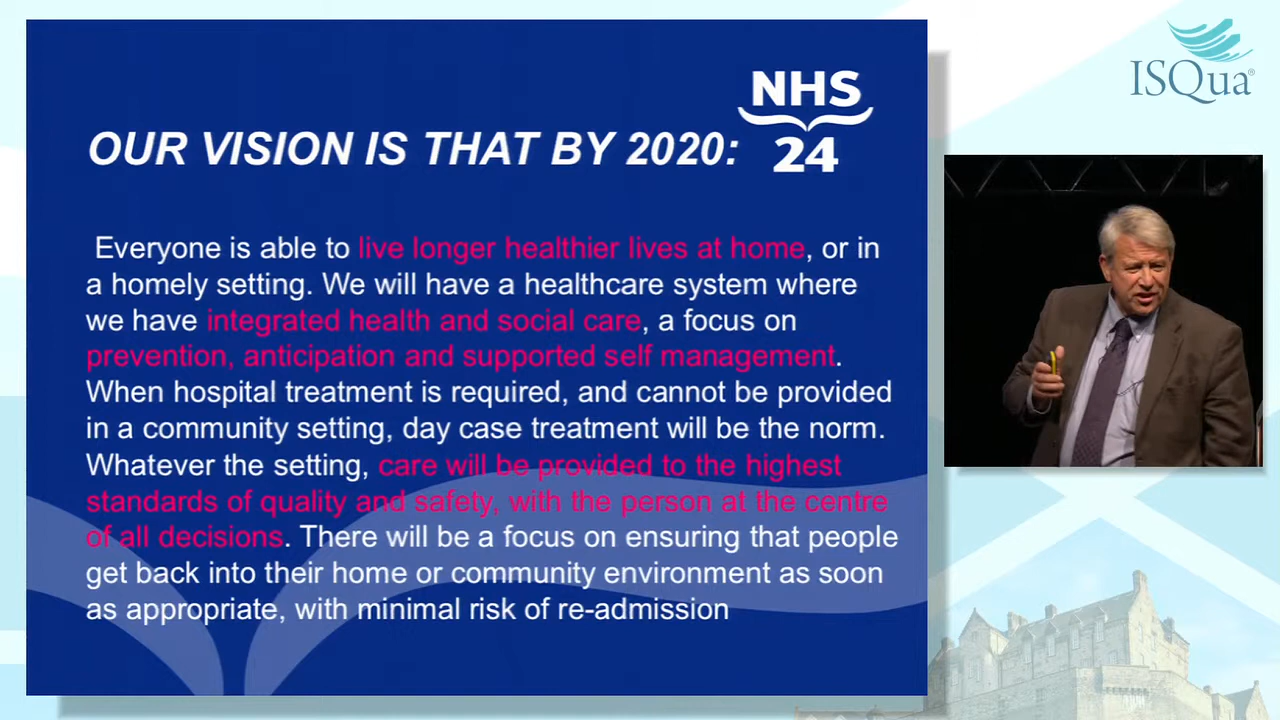 ISQua®
NHS
24
OUR VISION IS THAT BY 2020:
Everyone is able to live longer healthier lives at home, or in
a homely setting. We will have a healthcare system where
we have integrated health and social care, a focus on
prevention, anticipation and supported self management.
When hospital treatment is required, and cannot be provided
in a community setting, day case treatment will be the norm.
Whatever the setting, care will be provided to the highest
standards of quality and safety, with the person at the centre
of all decisions. There will be a focus on ensuring that people
get back into their home or community environment as soon
as appropriate, with minimal risk of re-admission